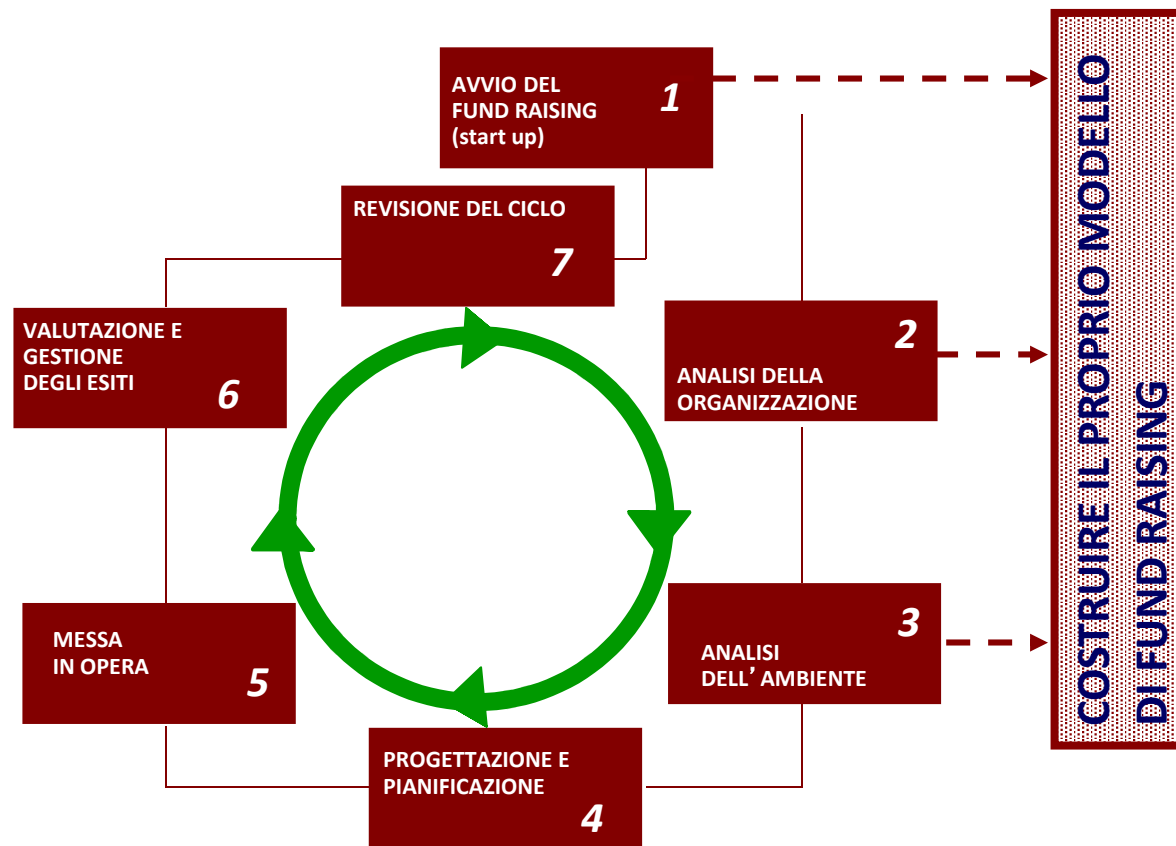 AVVIO DEL
FUND RAISING
(start up)
1
REVISIONE DEL CICLO
7
VALUTAZIONE E
GESTIONE
DEGLI ESITI
6
2
ANALISI DELLA
ORGANIZZAZIONE
MESSA
IN OPERA
5
3
ANALISI
DELL’ AMBIENTE
PROGETTAZIONE E
PIANIFICAZIONE
4
COSTRUIRE IL PROPRIO MODELLO
DI FUND RAISING